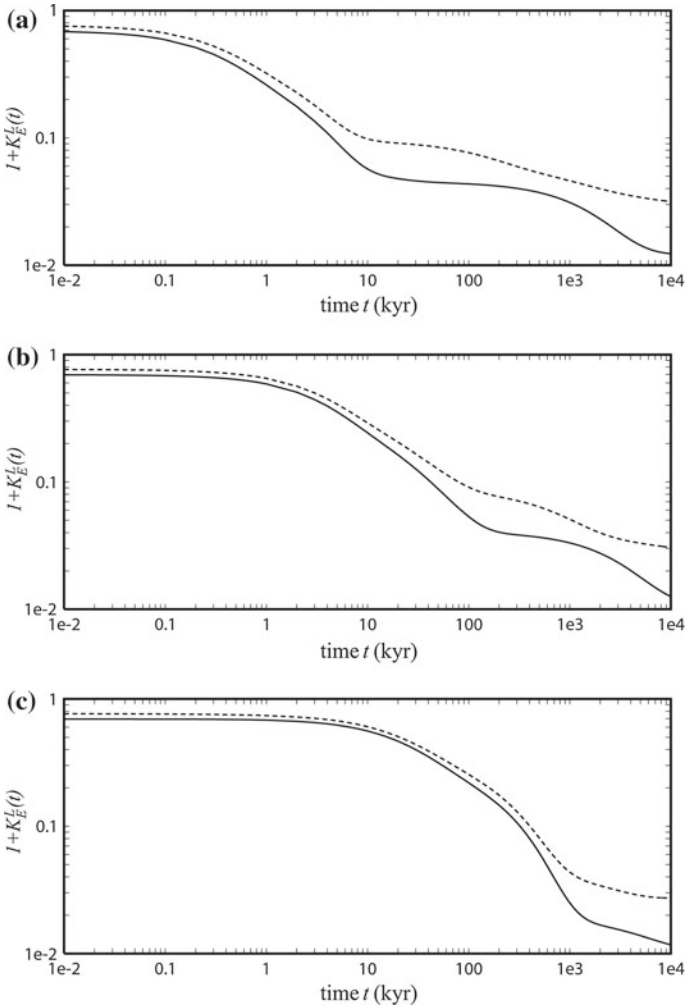 (a)
1
0.1
1e-2
1+K_E^L(t)
1e-2 0.1 1 10 100 1e3 1e4
time t (kyr)
(b)
1
0.1
1e-2
1+K_E^L(t)
1e-2 0.1 1 10 100 1e3 1e4
time t (kyr)
(c)
1
0.1
1e-2
1+K_E^L(t)
1e-2 0.1 1 10 100 1e3 1e4
time t (kyr)